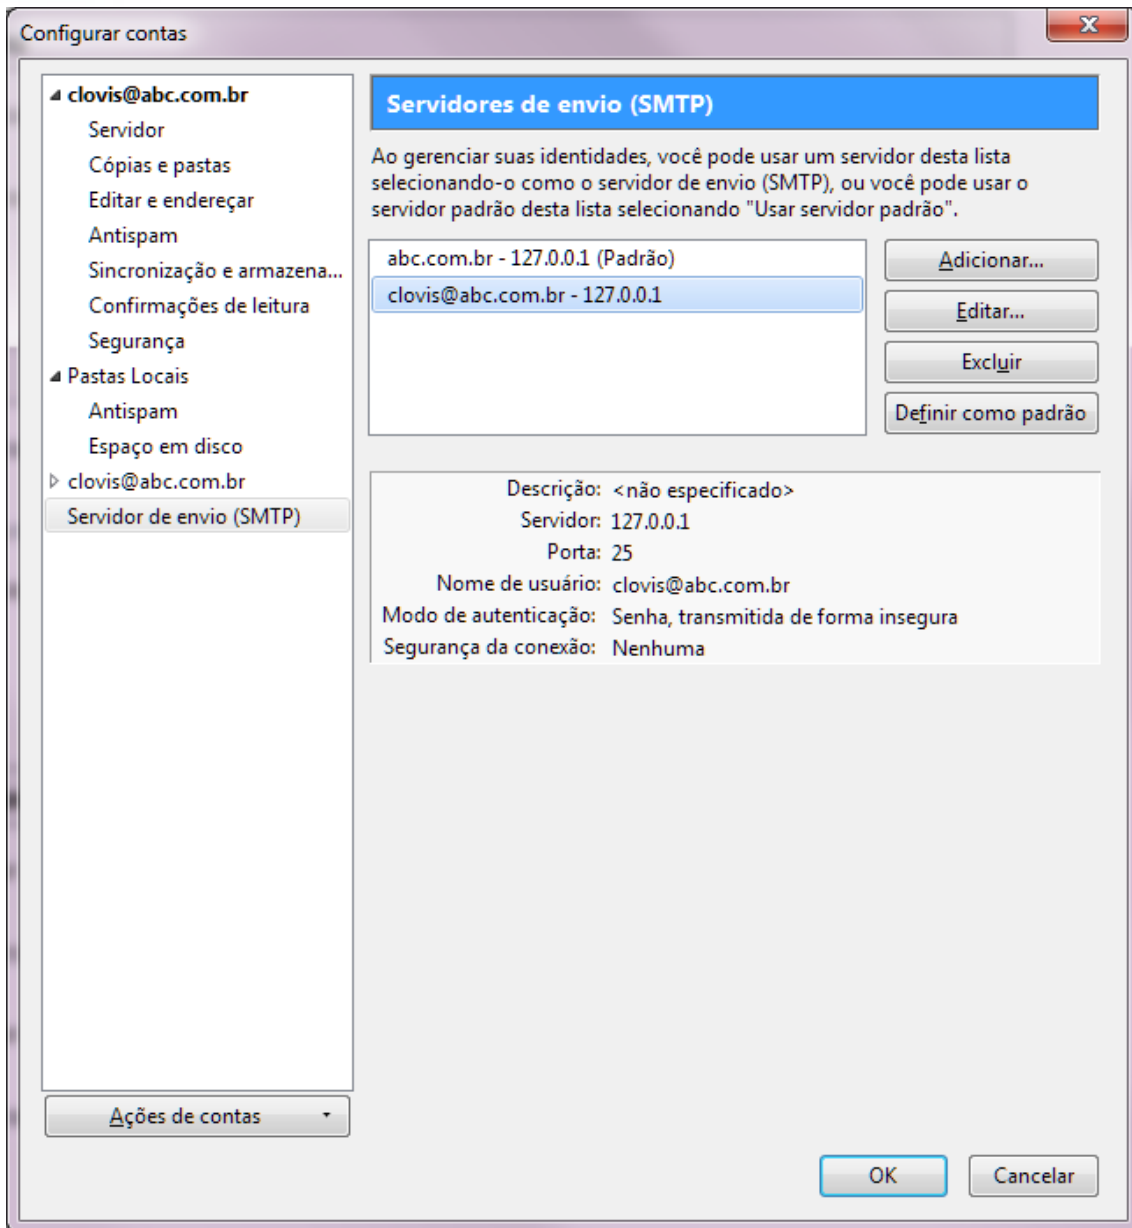 Configurar contas
clovis@abc.com.br
Servidor
Cópias e pastas
Editar e endereçar
Antispam
Sincronização e armazena...
Confirmações de leitura
Segurança
Pastas Locais
Antispam
Espaço em disco
clovis@abc.com.br
Servidor de envio (SMTP)
Ações de contas
Servidores de envio (SMTP)
Ao gerenciar suas identidades, você pode usar um servidor desta lista
selecionando-o como o servidor de envio (SMTP), ou você pode usar o
servidor padrão desta lista selecionando "Usar servidor padrão".
abc.com.br - 127.0.0.1 (Padrão)
clovis@abc.com.br - 127.0.0.1
Adicionar...
Editar...
Excluir
Definir como padrão
Descrição: <não especificado>
Servidor: 127.0.0.1
Porta: 25
Nome de usuário: clovis@abc.com.br
Modo de autenticação: Senha, transmitida de forma insegura
Segurança da conexão: Nenhuma
OK
Cancelar